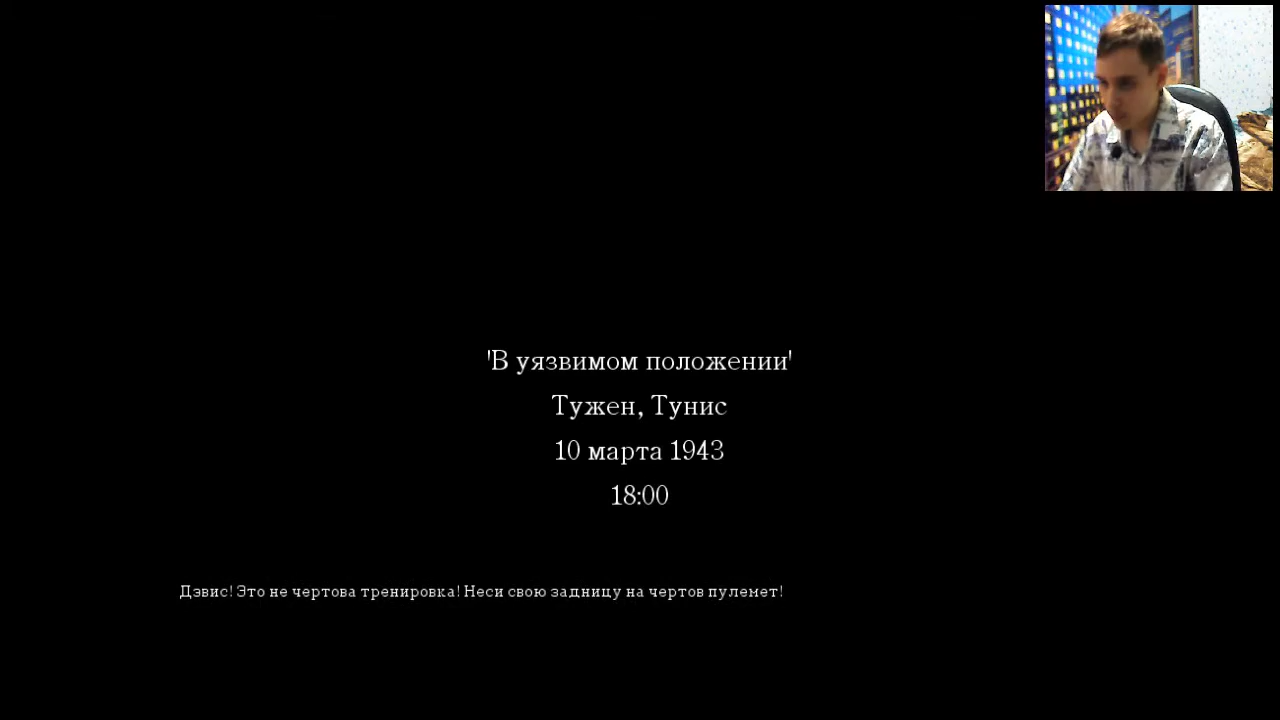 'В уязвимом положении'
Тужен, Тунис
10 марта 1943
18:00
Дэвис! Это не чертова тренировка! Неси свою задницу на чертов пулемет!